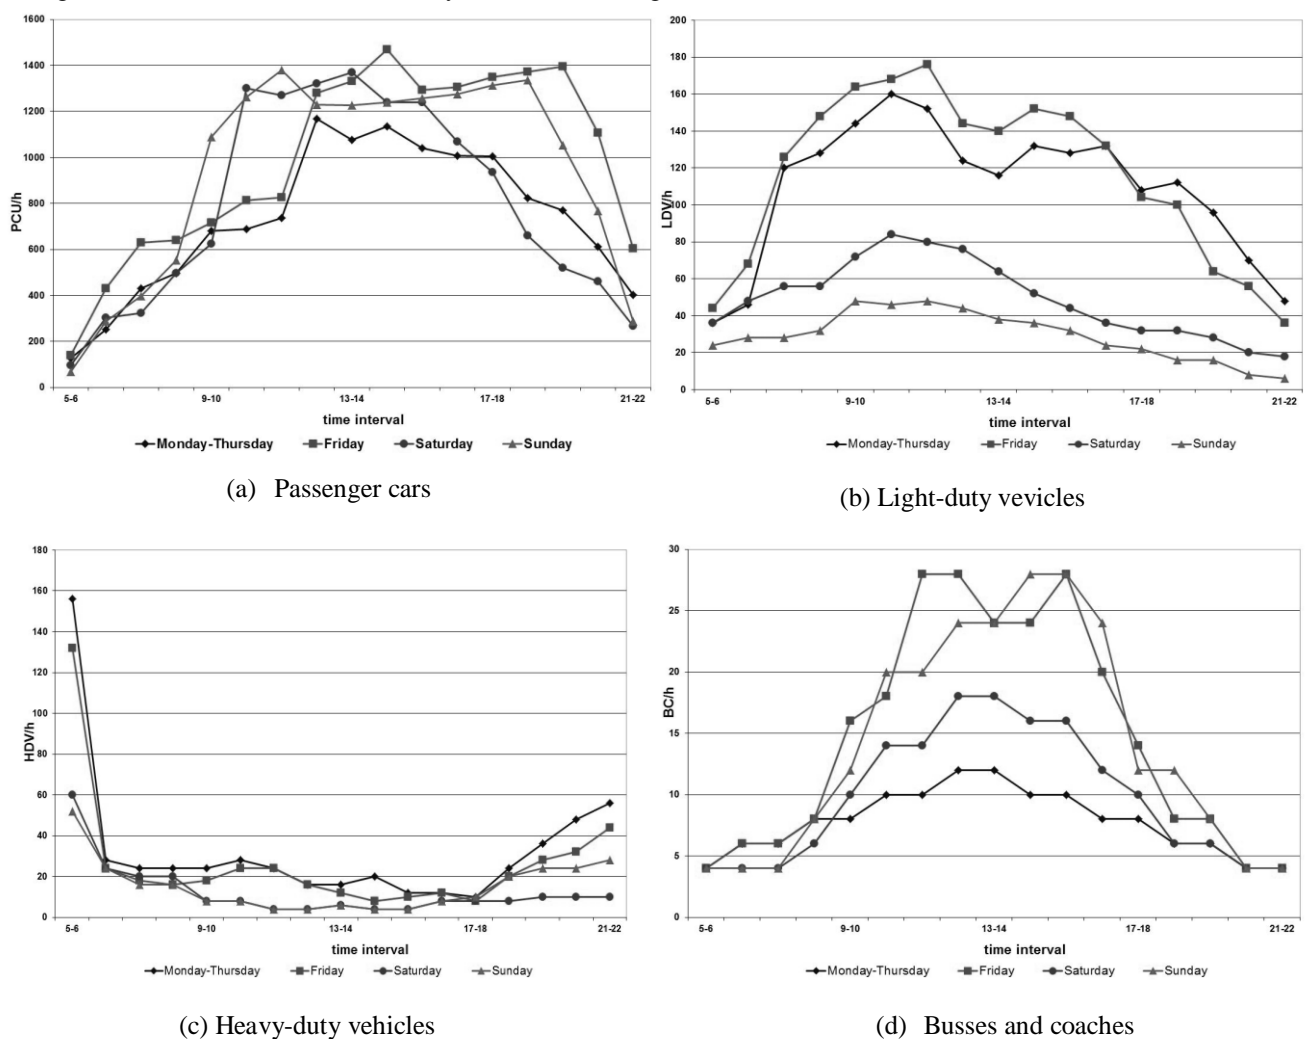 1600
1400
1200
1000
800
600
400
200
0
PCU/h
5-6 9-10 13-14 17-18 21-22
time interval
Monday-Thursday Friday Saturday Sunday
(a) Passenger cars
200
180
160
140
120
100
80
60
40
20
0
LDV/h
5-6 9-10 13-14 17-18 21-22
time interval
Monday-Thursday Friday Saturday Sunday
(b) Light-duty vevicles
180
160
140
120
100
80
60
40
20
0
HDV/h
5-6 9-10 13-14 17-18 21-22
time interval
Monday-Thursday Friday Saturday Sunday
(c) Heavy-duty vehicles
30
25
20
15
10
5
0
BC/h
5-6 9-10 13-14 17-18 21-22
time interval
Monday-Thursday Friday Saturday Sunday
(d) Busses and coaches